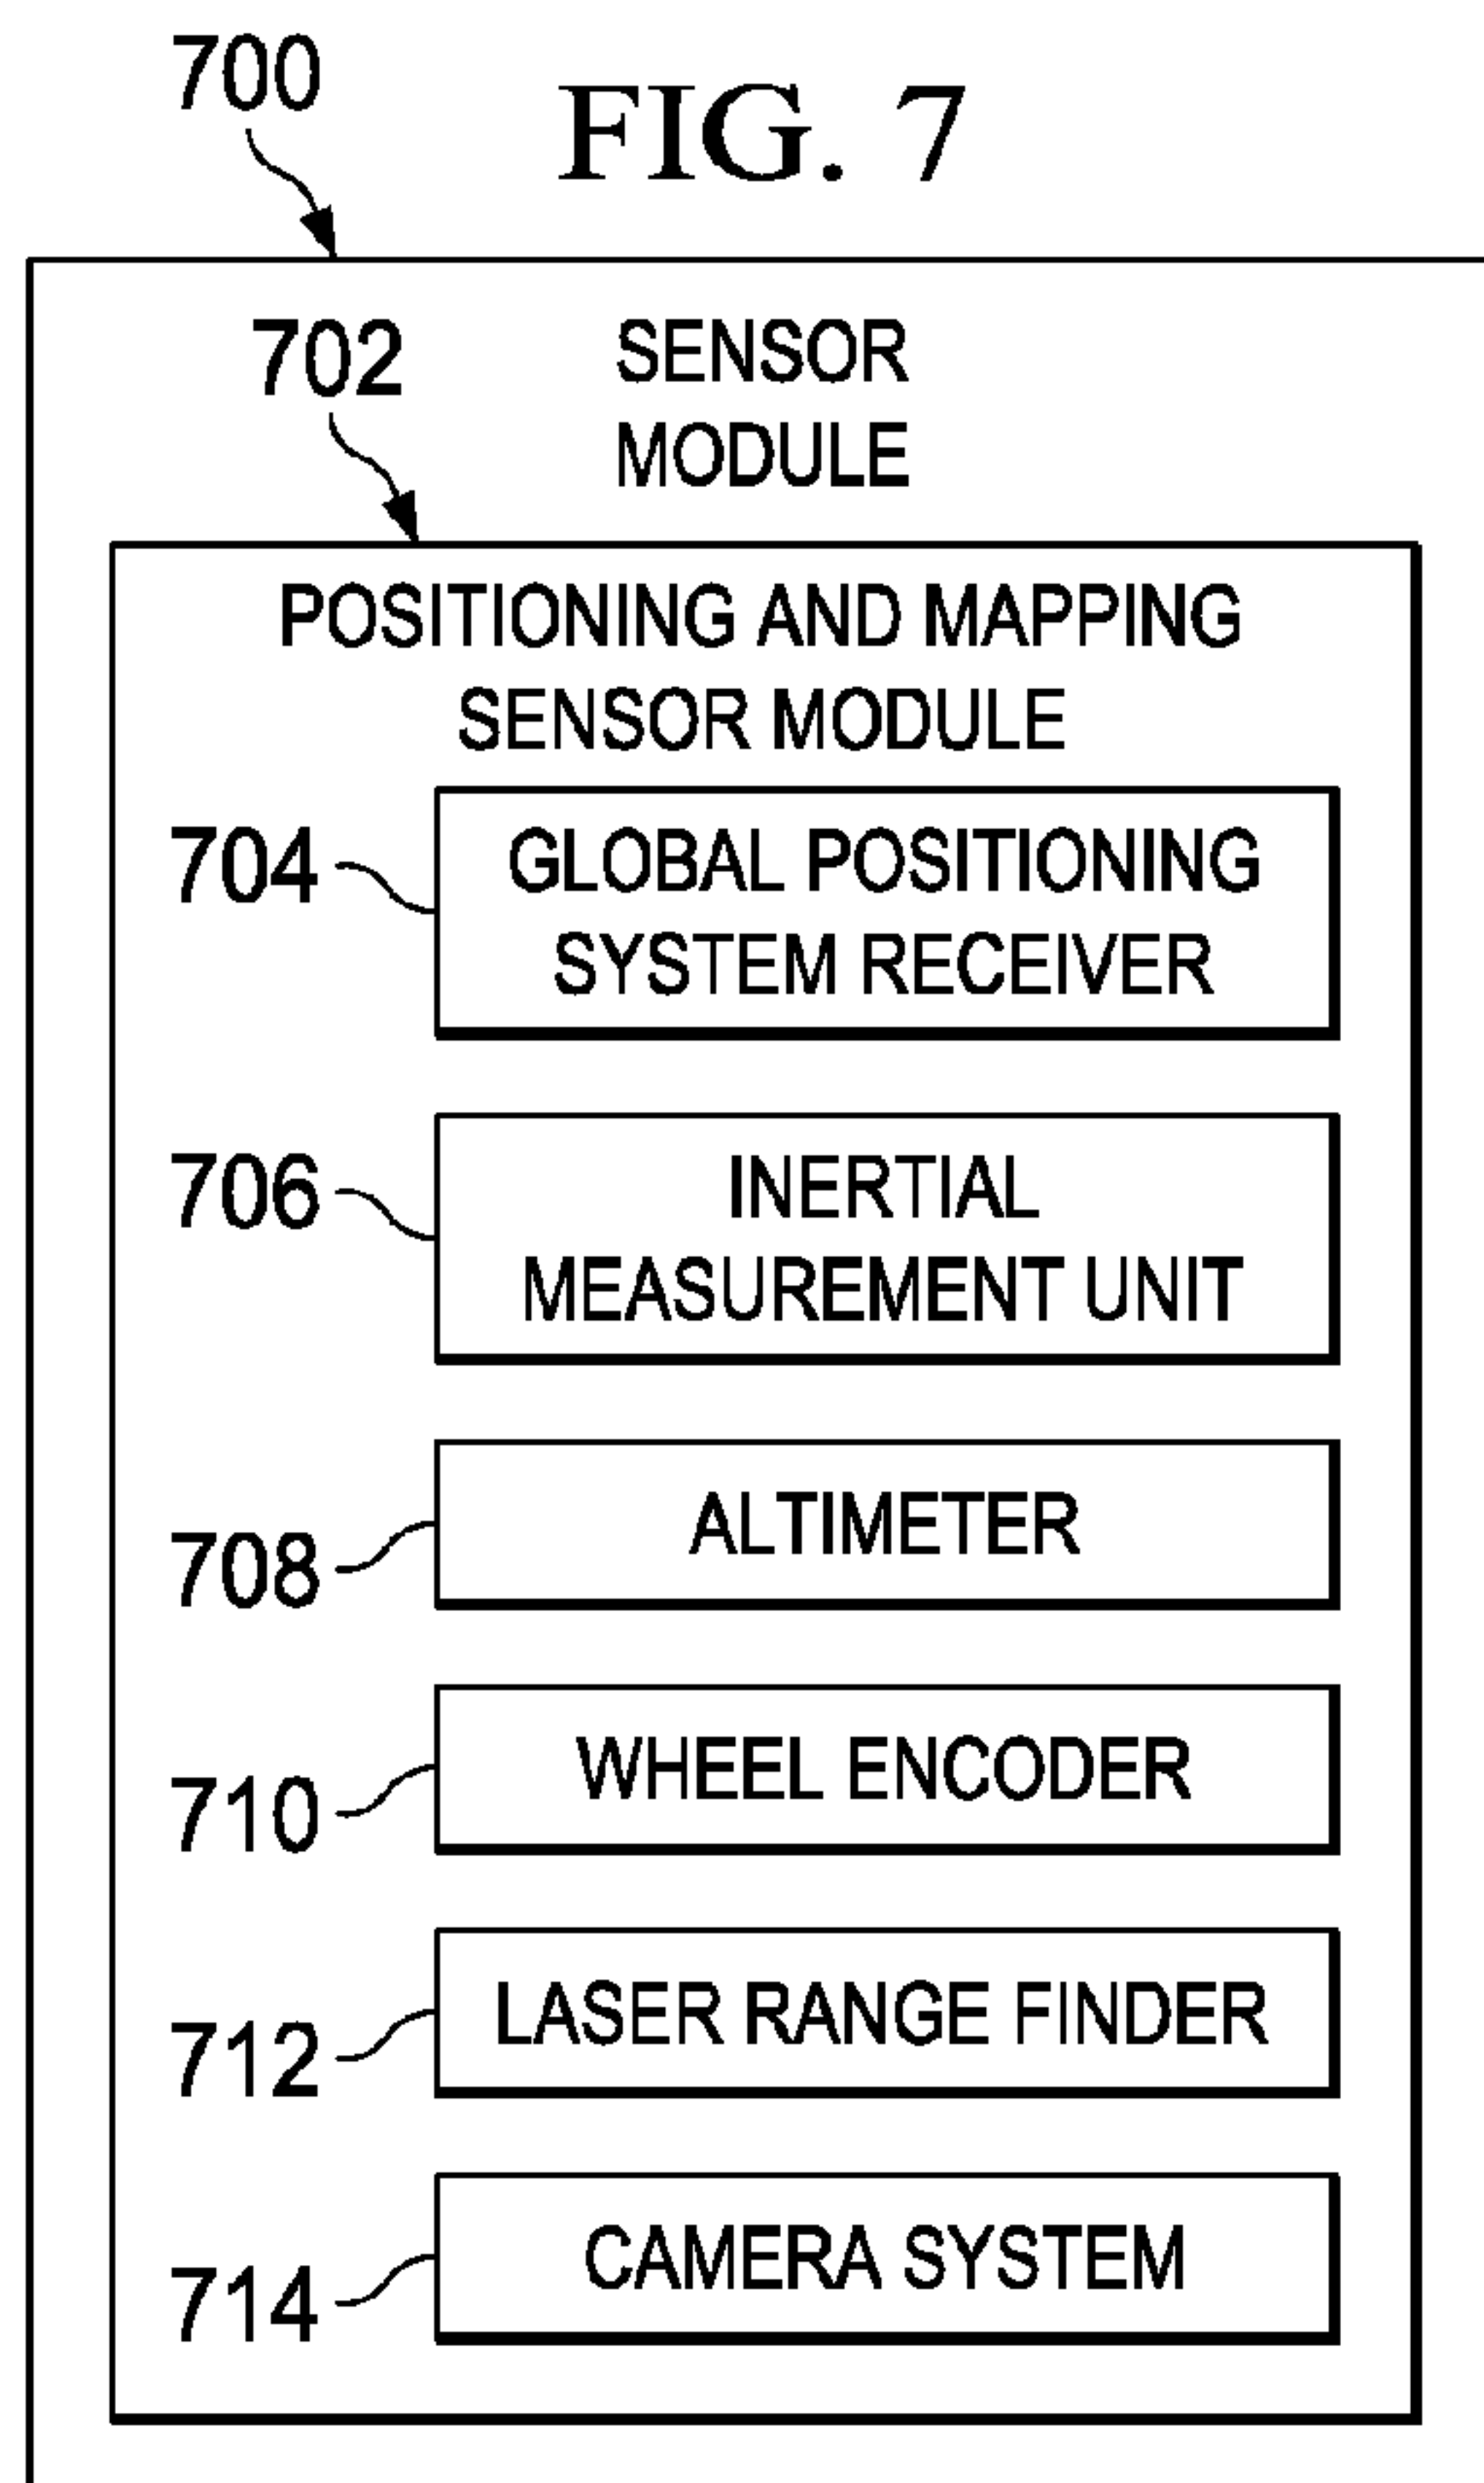 700
FIG. 7
702
SENSOR
MODULE
POSITIONING AND MAPPING
SENSOR MODULE
704
GLOBAL POSITIONING
SYSTEM RECEIVER
706
INERTIAL
MEASUREMENT UNIT
708
ALTIMETER
710
WHEEL ENCODER
712
LASER RANGE FINDER
714
CAMERA SYSTEM